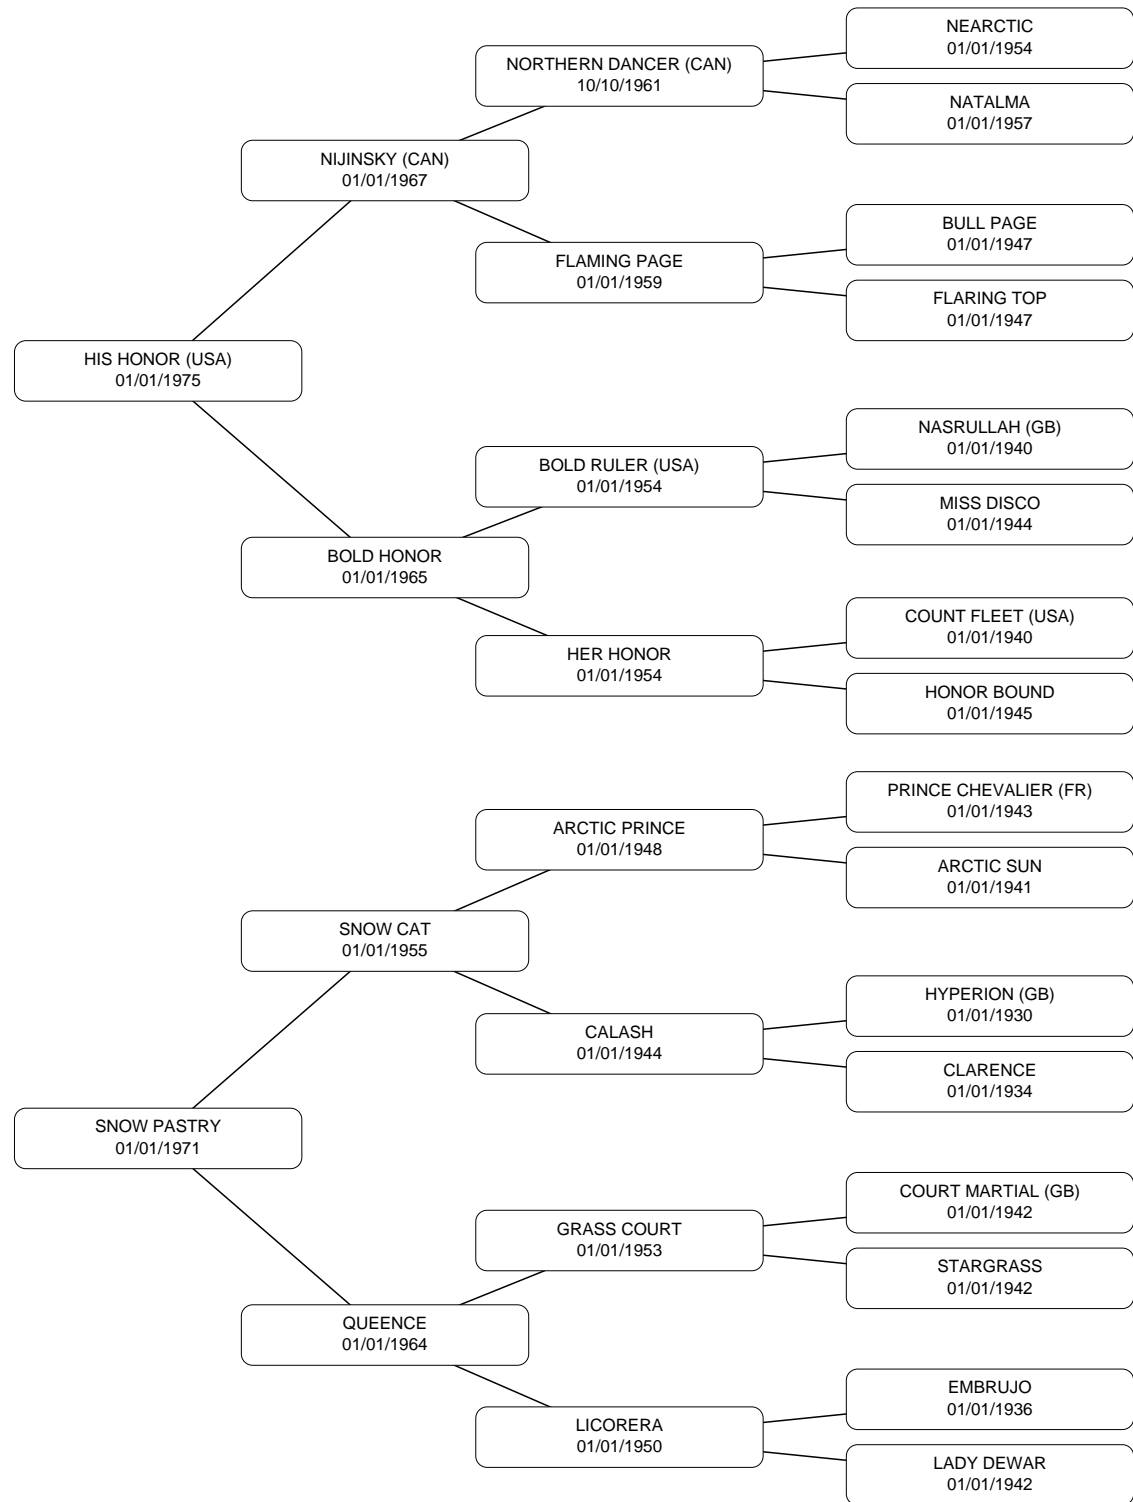 NEARCTIC
01/01/1954
NORTHERN DANCER (CAN)
10/10/1961
NATALMA
01/01/1957
NIJINSKY (CAN)
01/01/1967
BULL PAGE
01/01/1947
FLAMING PAGE
01/01/1959
FLARING TOP
01/01/1947
HIS HONOR (USA)
01/01/1975
NASRULLAH (GB)
01/01/1940
BOLD RULER (USA)
01/01/1954
MISS DISCO
01/01/1944
BOLD HONOR
01/01/1965
COUNT FLEET (USA)
01/01/1940
HER HONOR
01/01/1954
HONOR BOUND
01/01/1945
PRINCE CHEVALIER (FR)
01/01/1943
ARCTIC PRINCE
01/01/1948
ARCTIC SUN
01/01/1941
SNOW CAT
01/01/1955
HYPERION (GB)
01/01/1930
CALASH
01/01/1944
CLARENCE
01/01/1934
SNOW PASTRY
01/01/1971
COURT MARTIAL (GB)
01/01/1942
GRASS COURT
01/01/1953
STARGRASS
01/01/1942
QUEENCE
01/01/1964
EMBRUJO
01/01/1936
LICORERA
01/01/1950
LADY DEWAR
01/01/1942